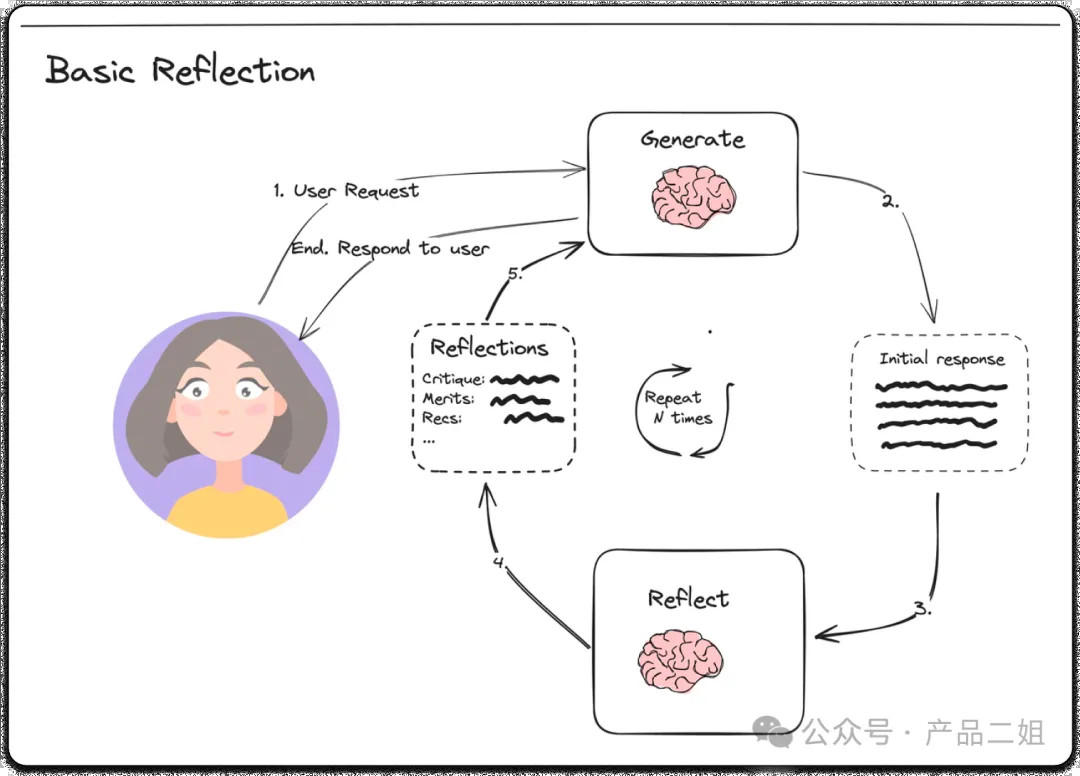 Basic Reflection
Generate
1. User Request
2.
End. Respond to user
5.
Reflections
Critique:
Merits:
Recs:
...
Repeat
N times
Initial response
4.
3.
Reflect
公众号 · 产品二姐